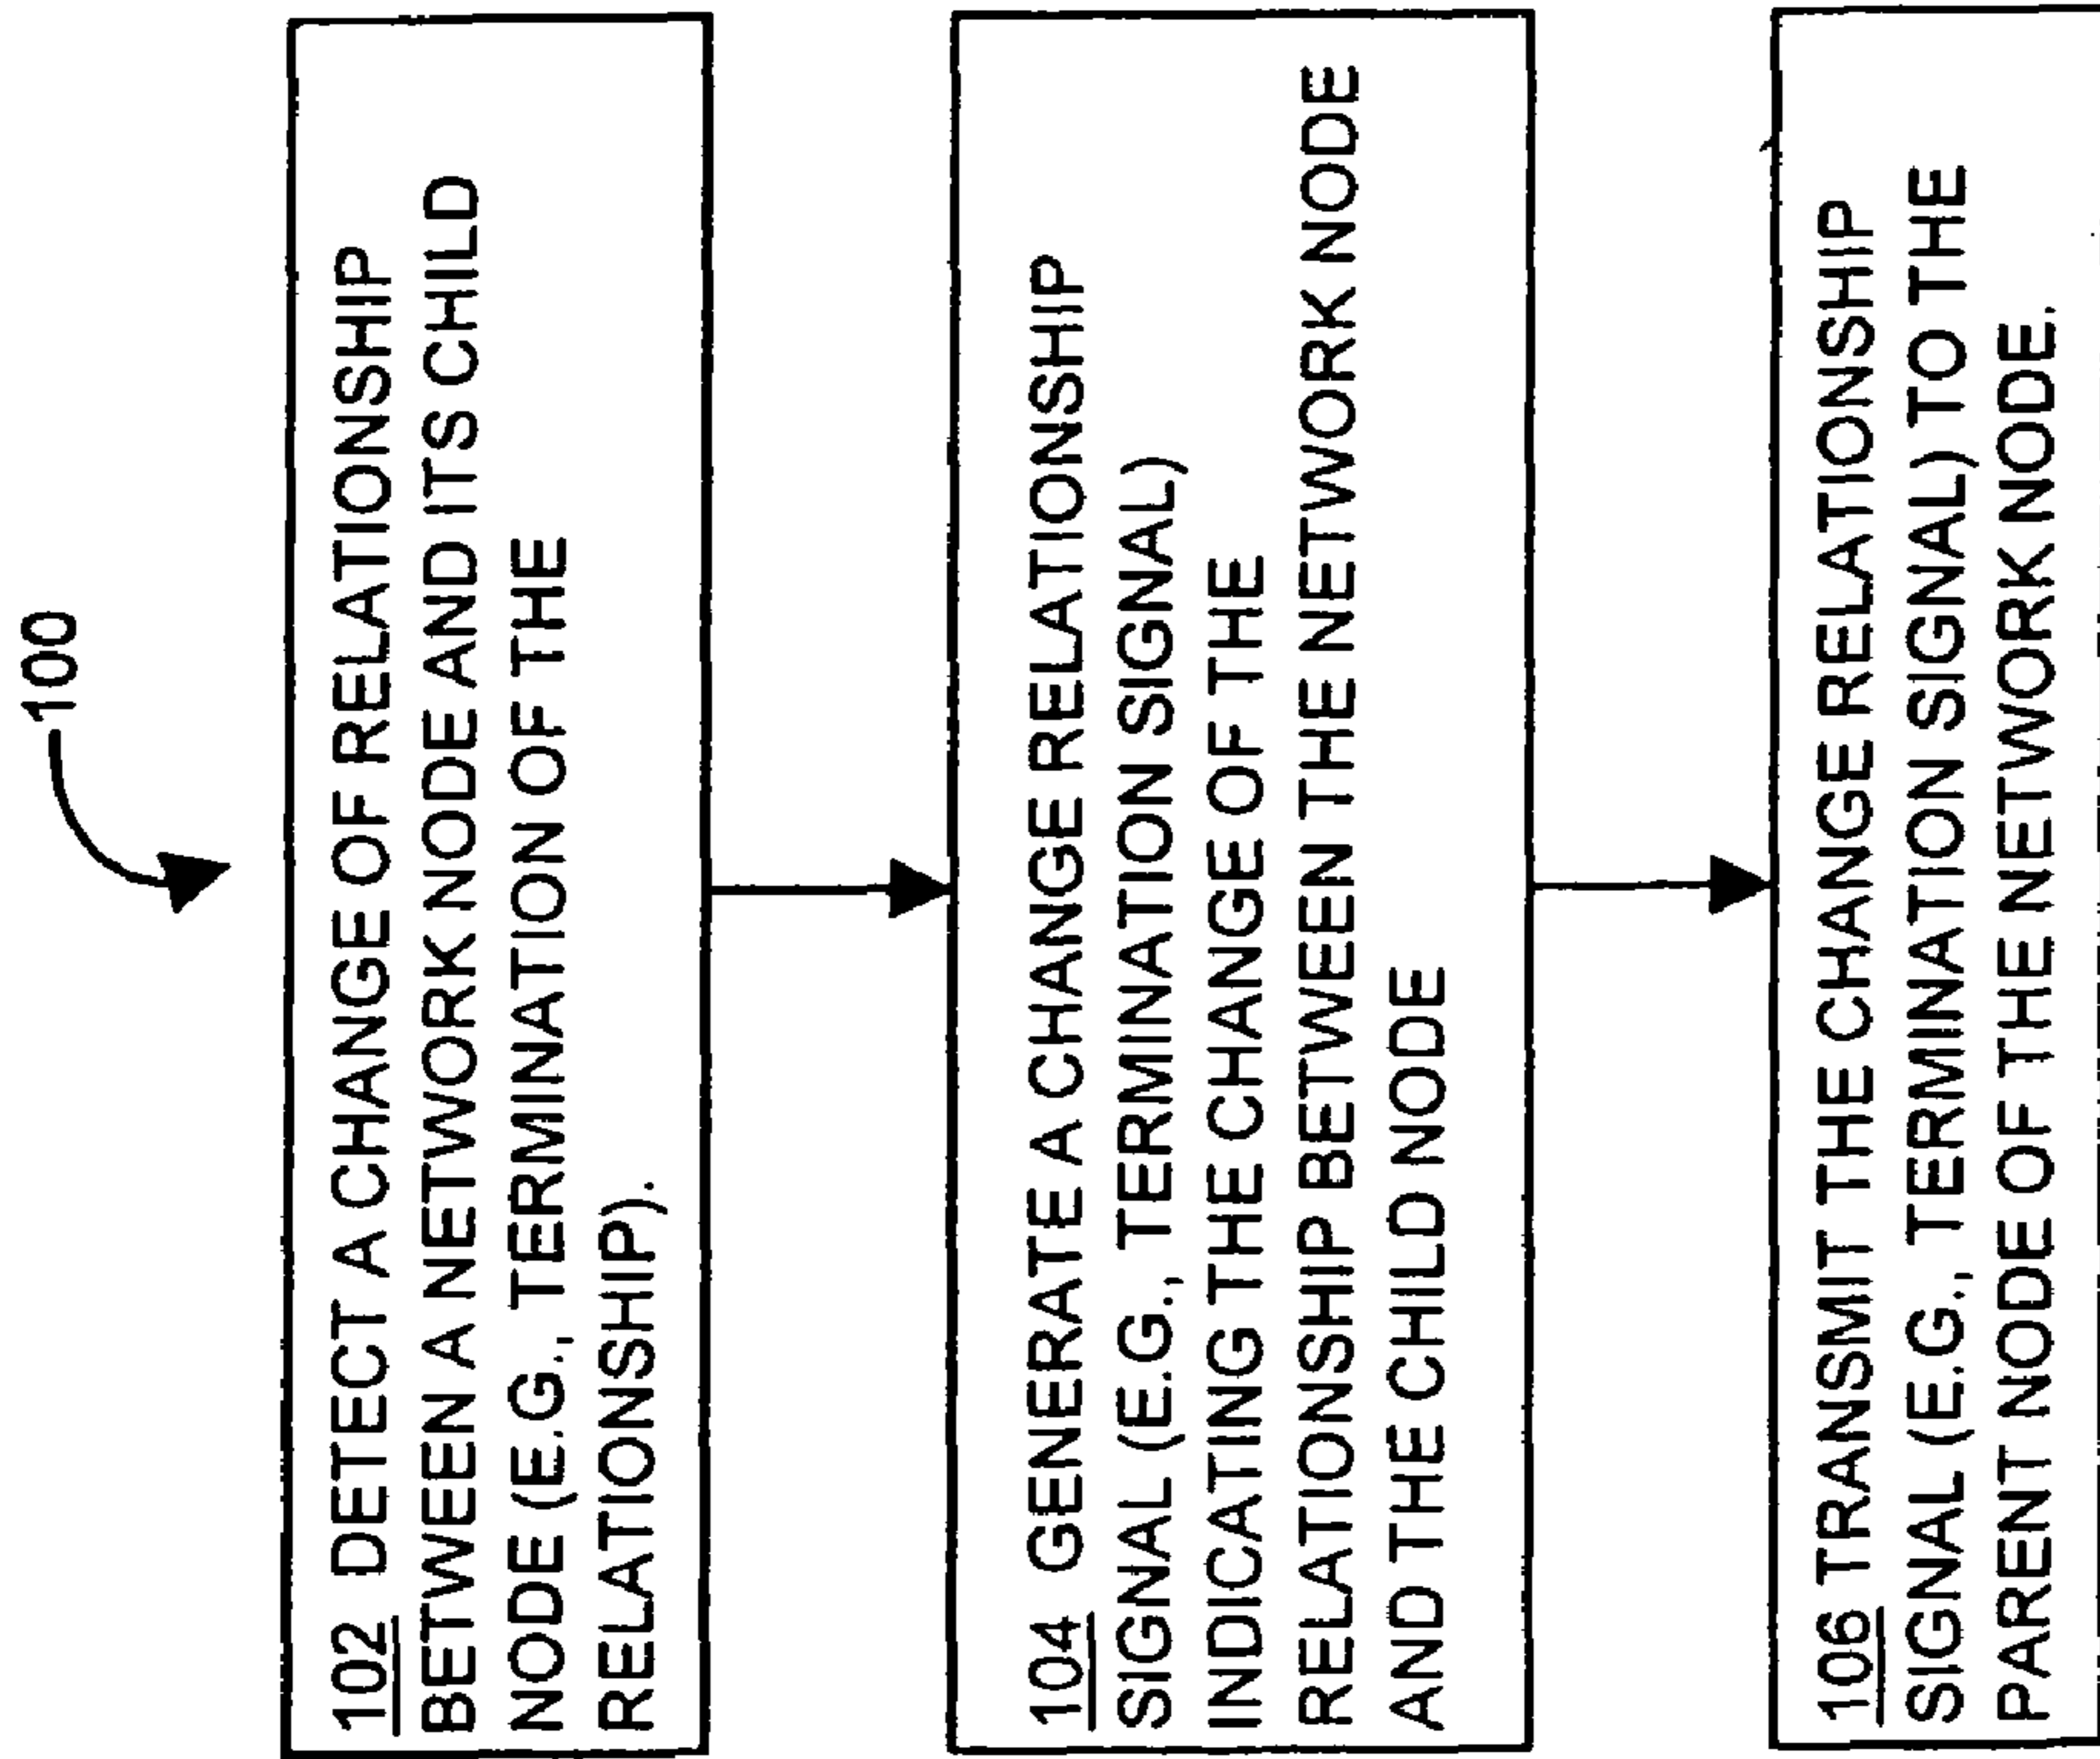 100
102 DETECT A CHANGE OF RELATIONSHIP
BETWEEN A NETWORK NODE AND ITS CHILD
NODE (E.G., TERMINATION OF THE
RELATIONSHIP).
104 GENERATE A CHANGE RELATIONSHIP
SIGNAL (E.G., TERMINATION SIGNAL)
INDICATING THE CHANGE OF THE
RELATIONSHIP BETWEEN THE NETWORK NODE
AND THE CHILD NODE
106 TRANSMIT THE CHANGE RELATIONSHIP
SIGNAL (E.G., TERMINATION SIGNAL) TO THE
PARENT NODE OF THE NETWORK NODE.